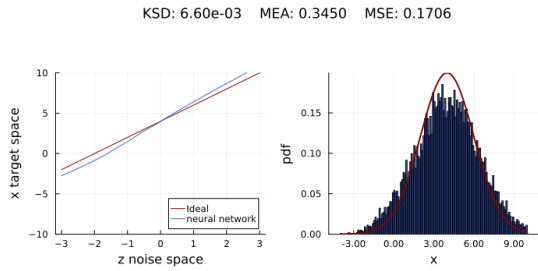 KSD: 6.60e-03 MEA: 0.3450 MSE: 0.1706
x target space
10
5
0
−5
−10
−3 −2 −1 0 1 2 3
z noise space
Ideal
neural network
pdf
0.15
0.10
0.05
0.00
-3.00 0.00 3.00 6.00 9.00
x